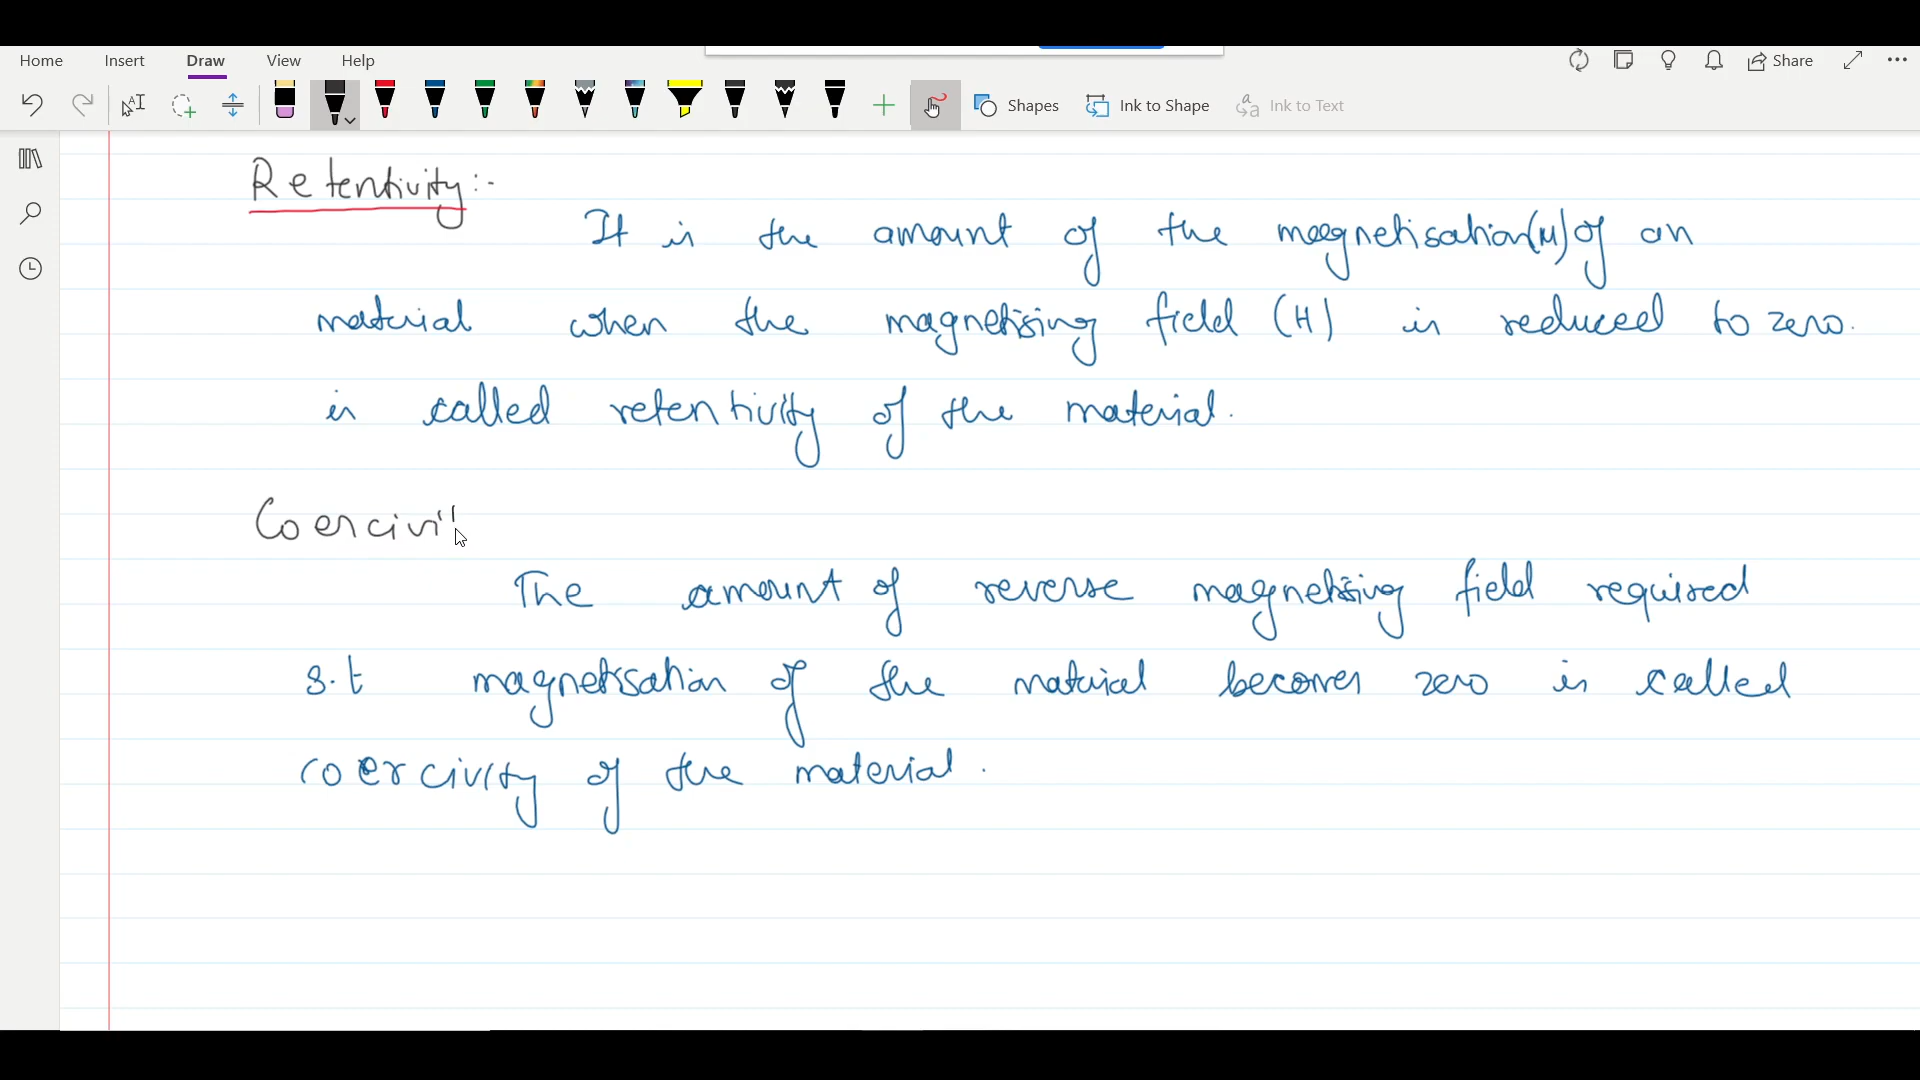 Home Insert Draw View Help Share
Shapes Ink to Shape Ink to Text
Retentivity :-
It is the amount of the magnetisation(M) of an
material when the magnetising field (H) is reduced to zero.
is called retentivity of the material.
Coercivit
The amount of reverse magnetising field required
s.t magnetisation of the material becomes zero is called
coercivity of the material.